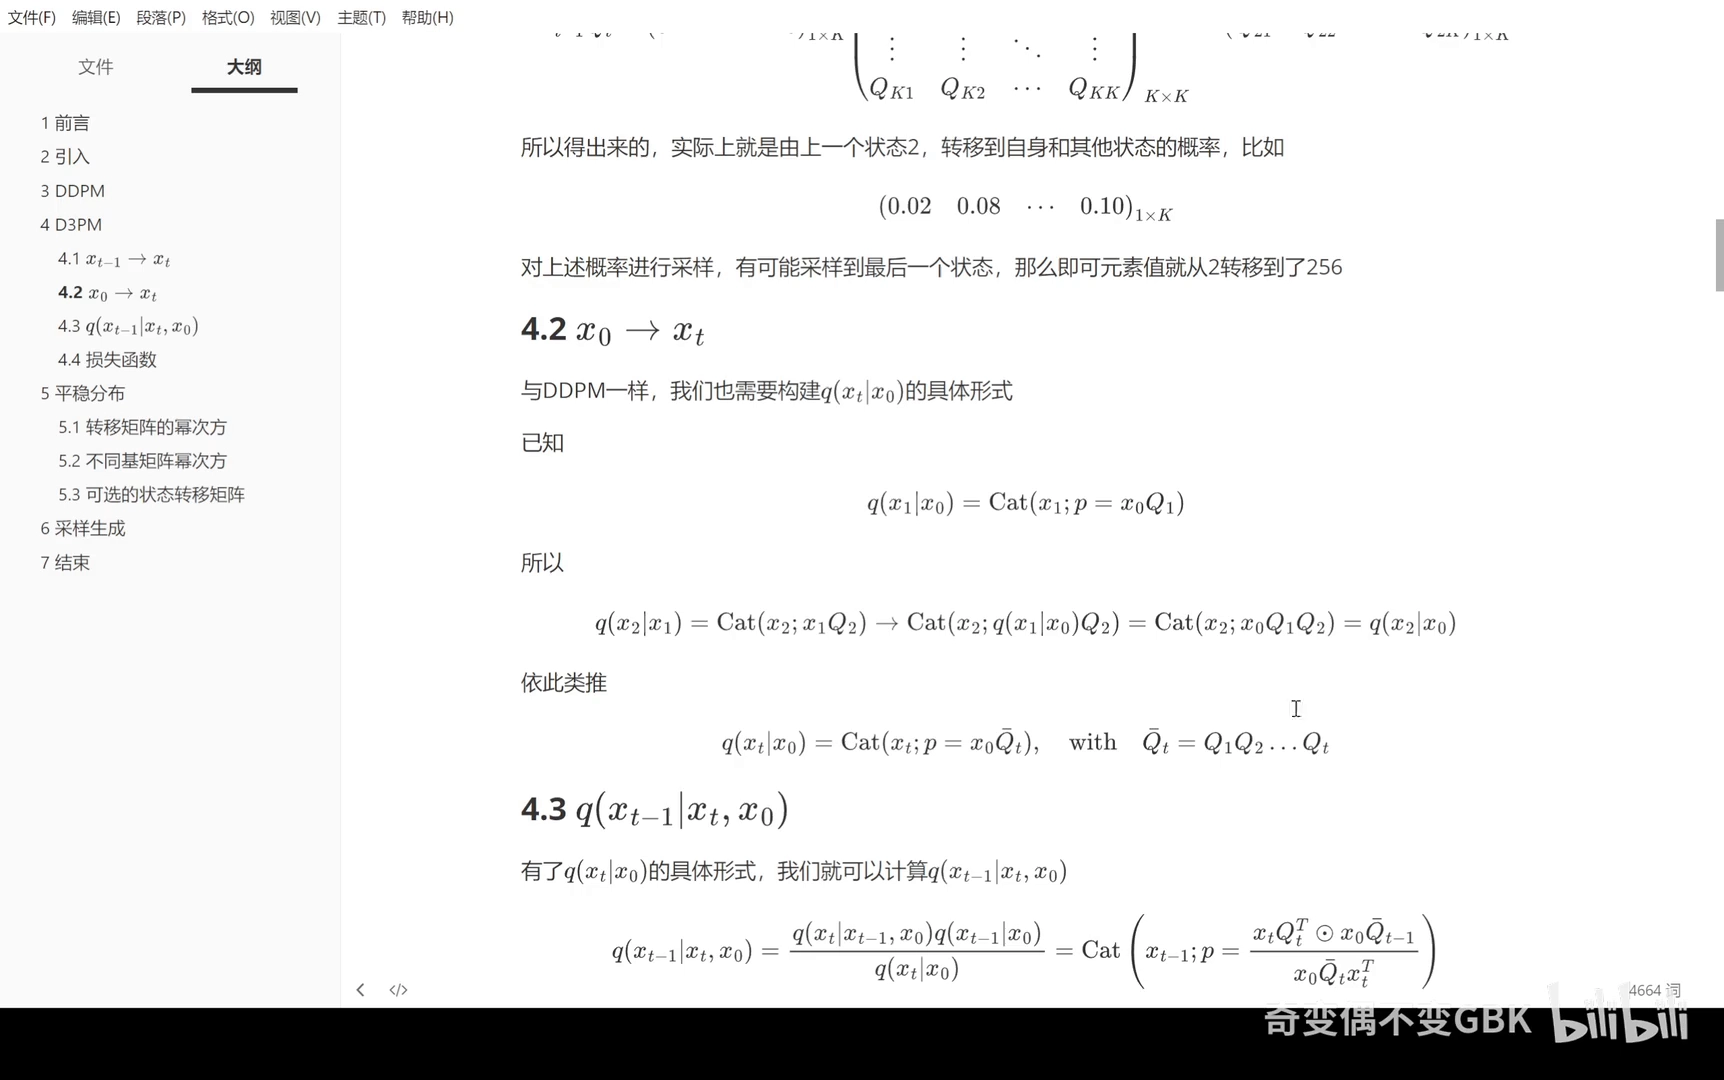 文件(F) 编辑(E) 段落(P) 格式(O) 视图(V) 主题(T) 帮助(H)
文件 大纲
1 前言
2 引入
3 DDPM
4 D3PM
4.1 x_{t-1} → x_t
4.2 x_0 → x_t
4.3 q(x_{t-1}|x_t, x_0)
4.4 损失函数
5 平稳分布
5.1 转移矩阵的幂次方
5.2 不同基矩阵幂次方
5.3 可选的状态转移矩阵
6 采样生成
7 结束
⋮ ⋮ ⋱ ⋮
Q_{K1} Q_{K2} ⋯ Q_{KK} )_{K×K}
所以得出来的，实际上就是由上一个状态2，转移到自身和其他状态的概率，比如
(0.02 0.08 ⋯ 0.10)_{1×K}
对上述概率进行采样，有可能采样到最后一个状态，那么即可元素值就从2转移到了256
4.2 x_0 → x_t
与DDPM一样，我们也需要构建q(x_t|x_0)的具体形式
已知
q(x_1|x_0) = Cat(x_1; p = x_0Q_1)
所以
q(x_2|x_1) = Cat(x_2; x_1Q_2) → Cat(x_2; q(x_1|x_0)Q_2) = Cat(x_2; x_0Q_1Q_2) = q(x_2|x_0)
依此类推
q(x_t|x_0) = Cat(x_t; p = x_0Q̄_t), with Q̄_t = Q_1Q_2…Q_t
4.3 q(x_{t-1}|x_t, x_0)
有了q(x_t|x_0)的具体形式，我们就可以计算q(x_{t-1}|x_t, x_0)
q(x_{t-1}|x_t, x_0) = \frac{q(x_t|x_{t-1}, x_0)q(x_{t-1}|x_0)}{q(x_t|x_0)} = Cat(x_{t-1}; p = \frac{x_tQ_t^T ⊙ x_0Q̄_{t-1}}{x_0Q̄_tx_t^T})
4664 词
奇变偶不变GBK bilibili